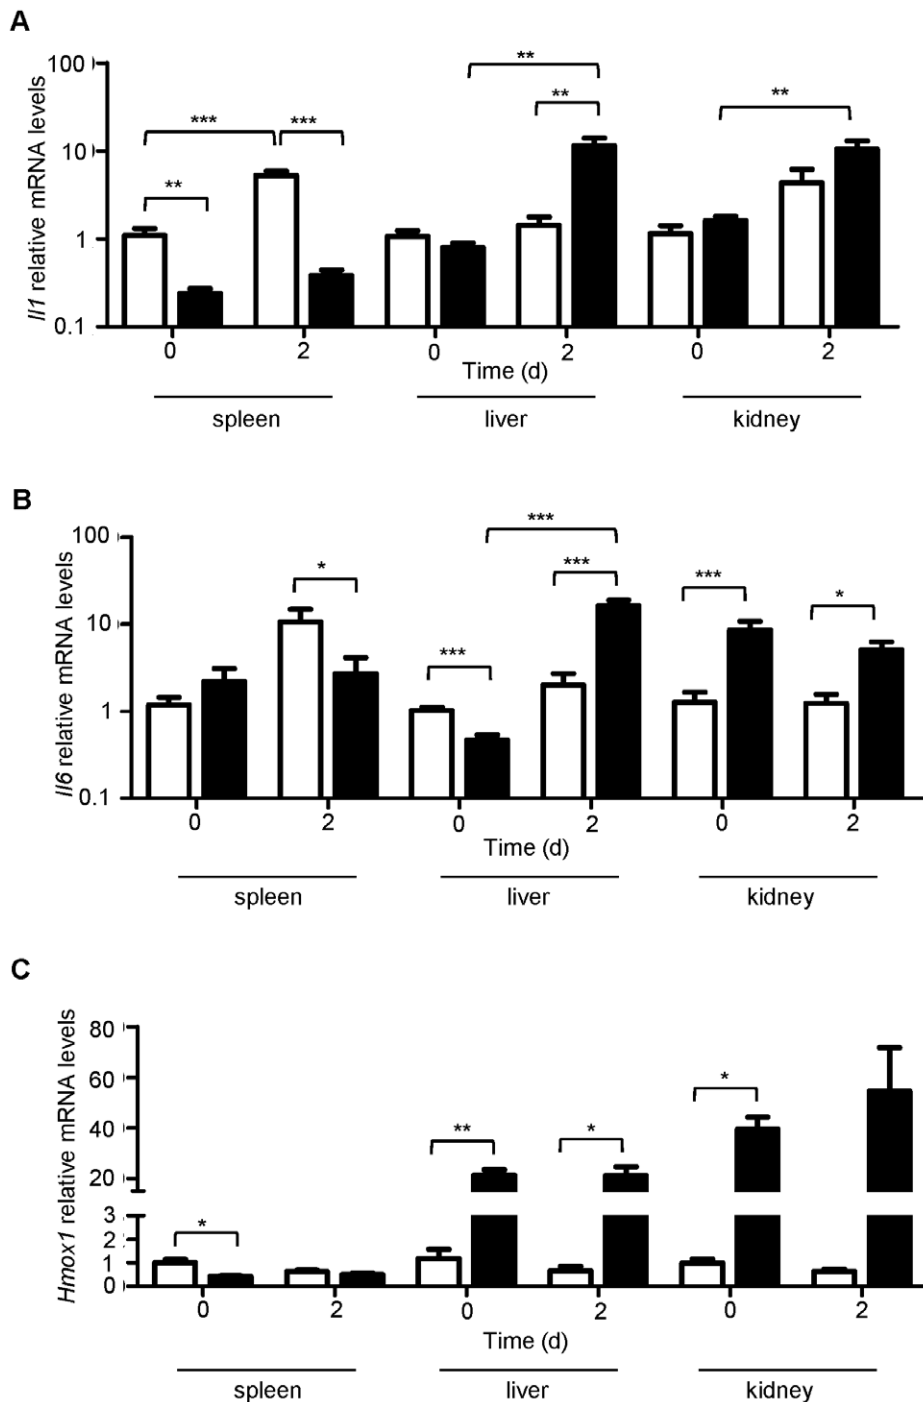 A
Il1 relative mRNA levels
100
10
1
0.1
**
***
***
**
**
**
0 2 0 2 0 2
Time (d)
spleen liver kidney
B
Il6 relative mRNA levels
100
10
1
0.1
*
***
***
***
***
*
0 2 0 2 0 2
Time (d)
spleen liver kidney
C
Hmox1 relative mRNA levels
80
60
40
20
3
2
1
0
*
**
*
*
0 2 0 2 0 2
Time (d)
spleen liver kidney